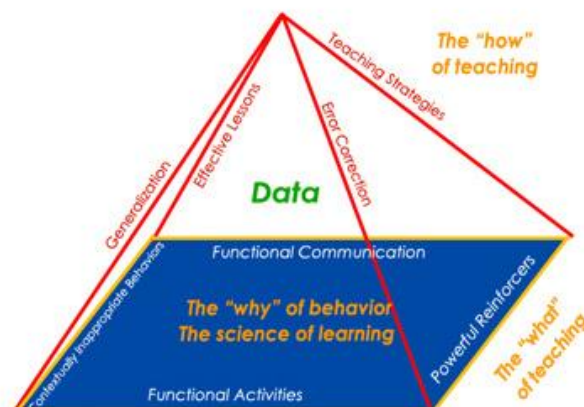 The "how"
of teaching
Teaching Strategies
Effective Lessons
Error Correction
Generalization
Data
Functional Communication
Contextually Inappropriate Behaviors
The "why" of behavior
The science of learning
Powerful Reinforcers
The "what"
of teaching
Functional Activities